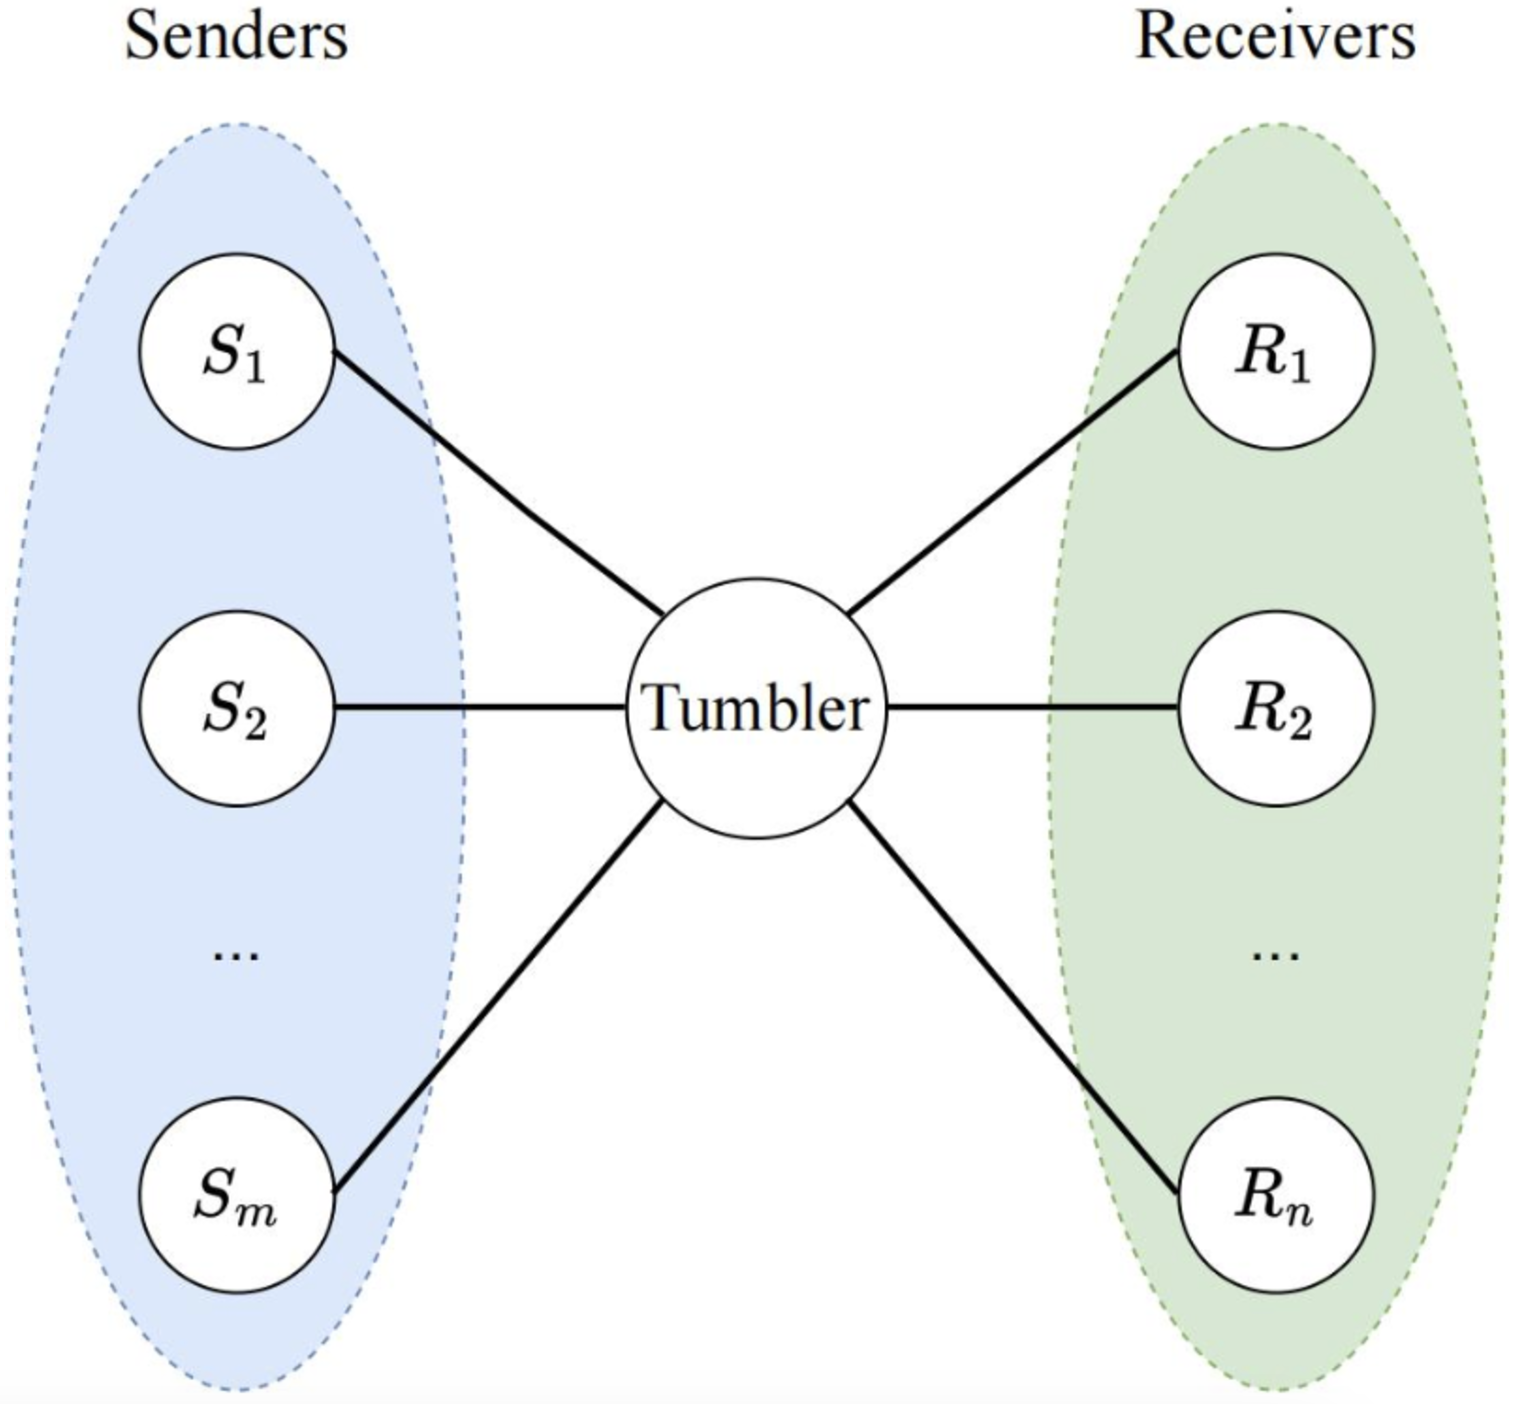 Senders
Receivers
S₁
R₁
S₂
Tumbler
R₂
...
...
Sₘ
Rₙ